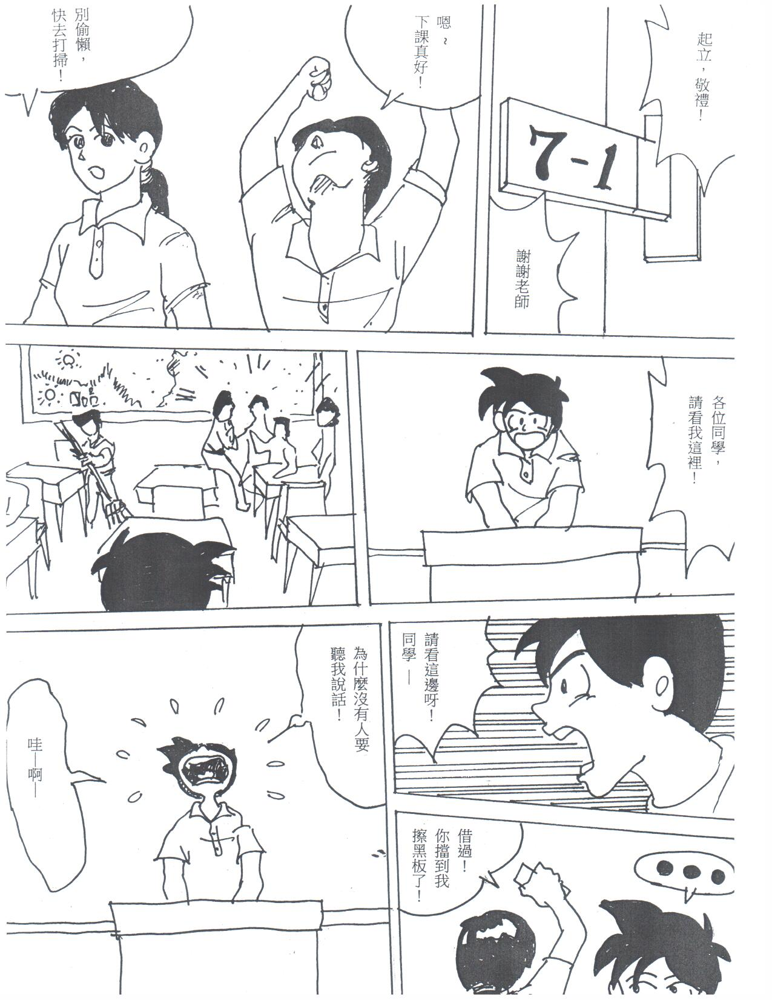 起立，敬禮！
7-1
謝謝老師
嗯～
下課真好！
別偷懶，
快去打掃！
各位同學，
請看我這裡！
請看這邊呀！
同學—
借過！
你擋到我
擦黑板了！
為什麼沒有人要
聽我說話！
哇—啊—